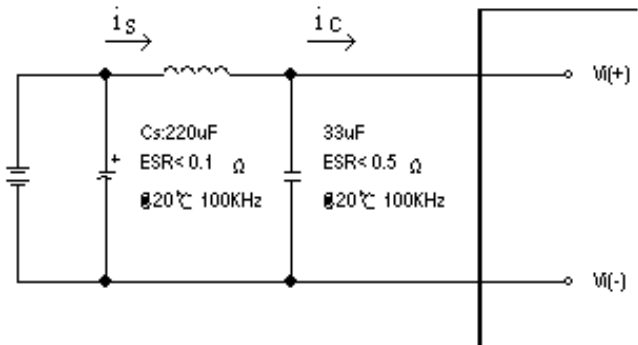 iS
iC
Vi(+)
Cs:220uF
ESR<0.1 Ω
@20℃ 100KHz
33uF
ESR<0.5 Ω
@20℃ 100KHz
Vi(-)
+